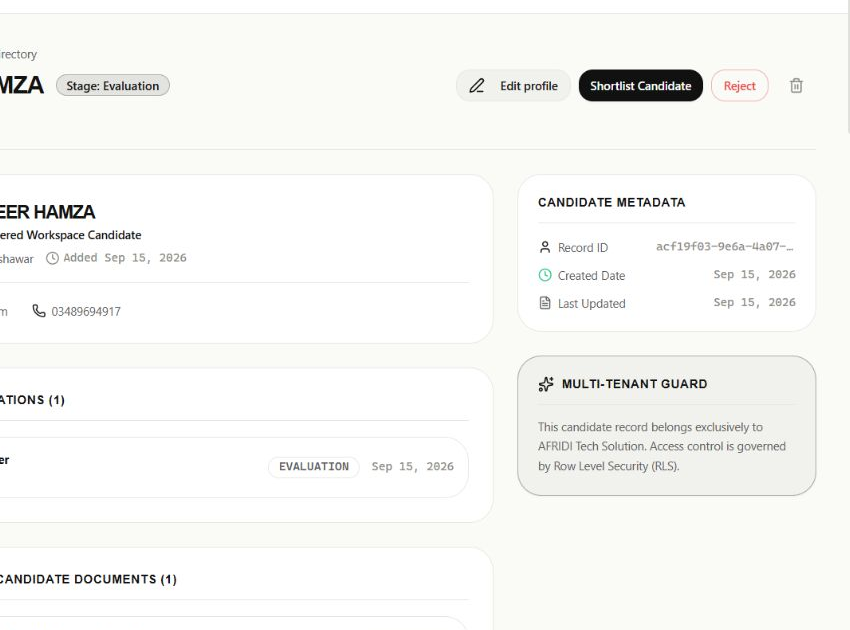 irectory
MZA
Stage: Evaluation
Edit profile
Shortlist Candidate
Reject
EER HAMZA
ered Workspace Candidate
shawar
Added Sep 15, 2026
m
03489694917
ATIONS (1)
er
EVALUATION
Sep 15, 2026
CANDIDATE DOCUMENTS (1)
CANDIDATE METADATA
Record ID
acf19f03-9e6a-4a07-…
Created Date
Sep 15, 2026
Last Updated
Sep 15, 2026
MULTI-TENANT GUARD
This candidate record belongs exclusively to
AFRIDI Tech Solution. Access control is governed
by Row Level Security (RLS).